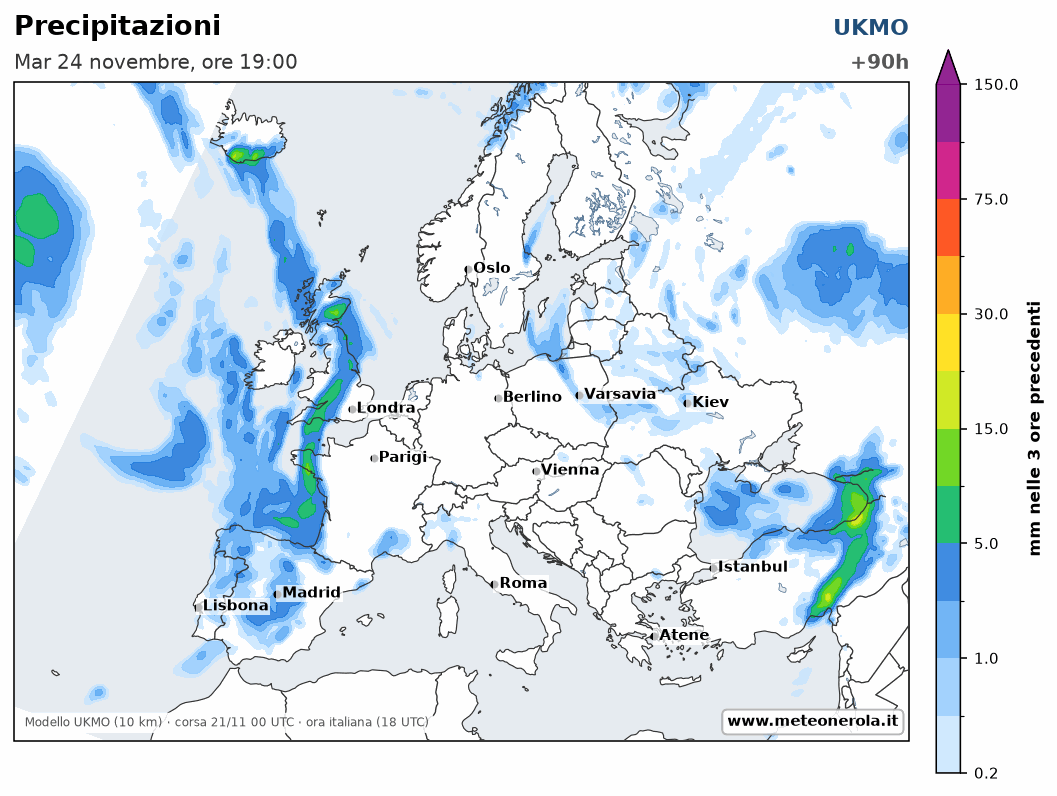 Precipitazioni
UKMO
Mar 24 novembre, ore 19:00
+90h
150.0
75.0
30.0
15.0
5.0
1.0
0.2
mm nelle 3 ore precedenti
Oslo
Berlino
Varsavia
Kiev
Londra
Parigi
Vienna
Istanbul
Roma
Madrid
Lisbona
Atene
Modello UKMO (10 km) · corsa 21/11 00 UTC · ora italiana (18 UTC)
www.meteonerola.it